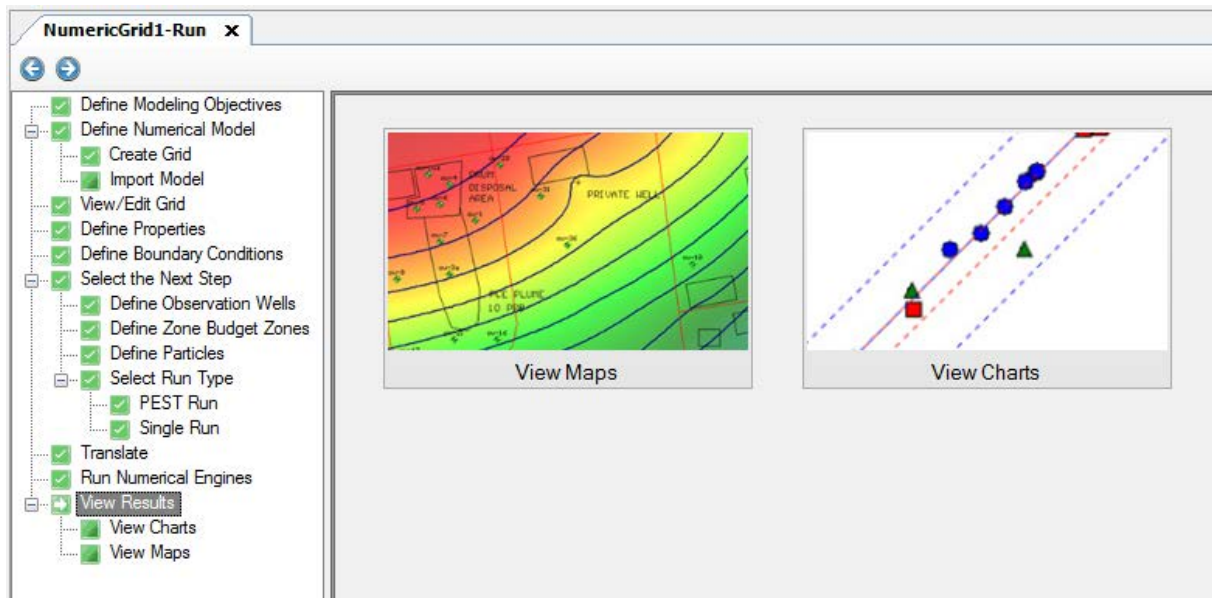 NumericGrid1-Run X
Define Modeling Objectives
Define Numerical Model
Create Grid
Import Model
View/Edit Grid
Define Properties
Define Boundary Conditions
Select the Next Step
Define Observation Wells
Define Zone Budget Zones
Define Particles
Select Run Type
PEST Run
Single Run
Translate
Run Numerical Engines
View Results
View Charts
View Maps
DISPOSAL
AREA
PRIVATE WELL
PCE PLUME
10 PPB
View Maps
View Charts